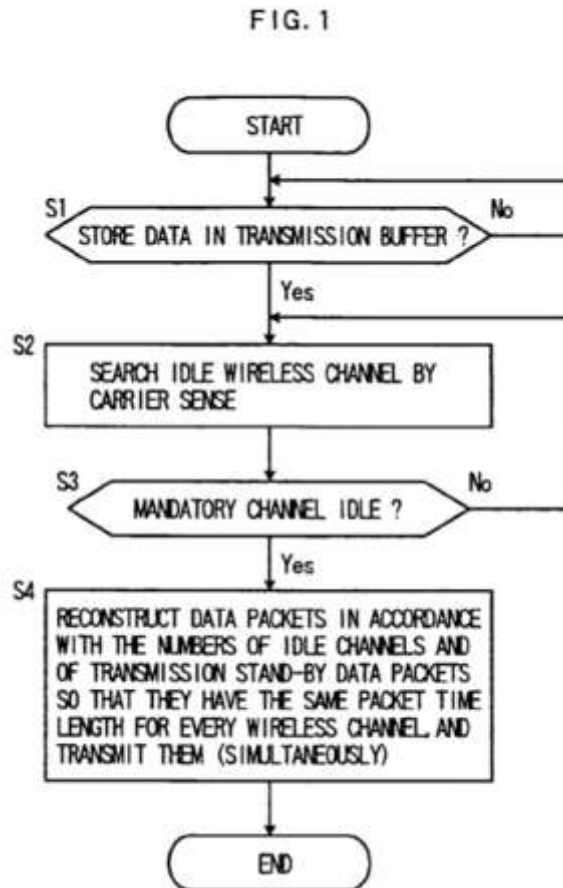 FIG. 1
START
S1
No
STORE DATA IN TRANSMISSION BUFFER ?
Yes
S2
SEARCH IDLE WIRELESS CHANNEL BY
CARRIER SENSE
S3
No
MANDATORY CHANNEL IDLE ?
Yes
S4
RECONSTRUCT DATA PACKETS IN ACCORDANCE
WITH THE NUMBERS OF IDLE CHANNELS AND
OF TRANSMISSION STAND-BY DATA PACKETS
SO THAT THEY HAVE THE SAME PACKET TIME
LENGTH FOR EVERY WIRELESS CHANNEL, AND
TRANSMIT THEM (SIMULTANEOUSLY)
END